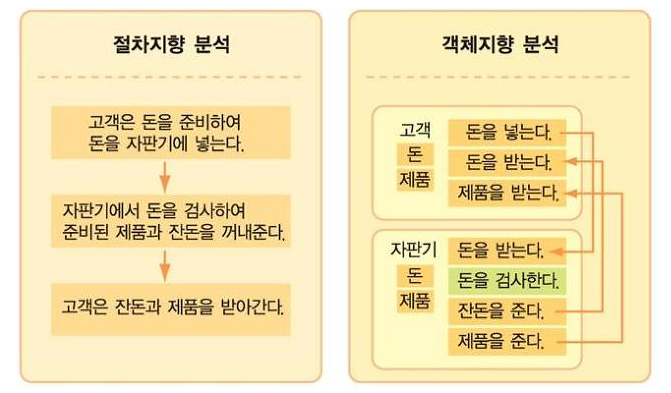 절차지향 분석
고객은 돈을 준비하여
돈을 자판기에 넣는다.
자판기에서 돈을 검사하여
준비된 제품과 잔돈을 꺼내준다.
고객은 잔돈과 제품을 받아간다.
객체지향 분석
고객
돈
제품
돈을 넣는다.
돈을 받는다.
제품을 받는다.
자판기
돈
제품
돈을 받는다.
돈을 검사한다.
잔돈을 준다.
제품을 준다.